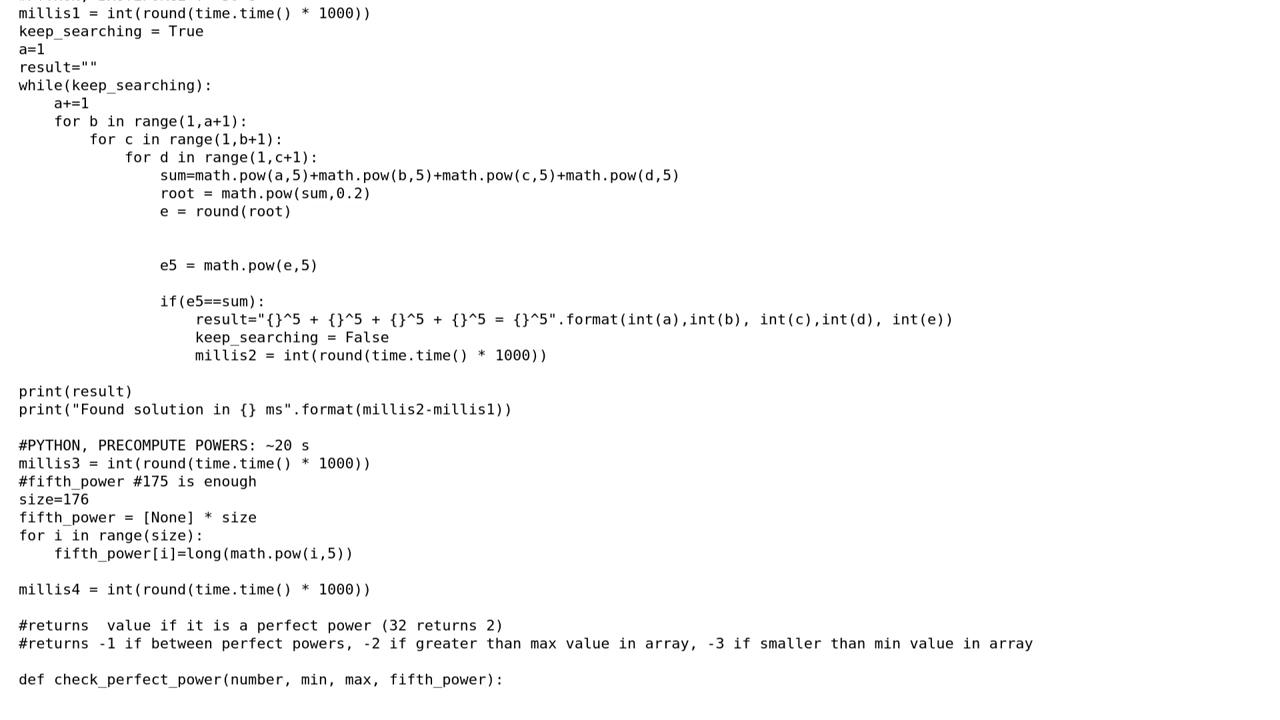 millis1 = int(round(time.time() * 1000))
keep_searching = True
a=1
result=""
while(keep_searching):
    a+=1
    for b in range(1,a+1):
        for c in range(1,b+1):
            for d in range(1,c+1):
                sum=math.pow(a,5)+math.pow(b,5)+math.pow(c,5)+math.pow(d,5)
                root = math.pow(sum,0.2)
                e = round(root)
                e5 = math.pow(e,5)
                if(e5==sum):
                    result="{}^5 + {}^5 + {}^5 + {}^5 = {}^5".format(int(a),int(b), int(c),int(d), int(e))
                    keep_searching = False
                    millis2 = int(round(time.time() * 1000))
print(result)
print("Found solution in {} ms".format(millis2-millis1))
#PYTHON, PRECOMPUTE POWERS: ~20 s
millis3 = int(round(time.time() * 1000))
#fifth_power #175 is enough
size=176
fifth_power = [None] * size
for i in range(size):
    fifth_power[i]=long(math.pow(i,5))
millis4 = int(round(time.time() * 1000))
#returns  value if it is a perfect power (32 returns 2)
#returns -1 if between perfect powers, -2 if greater than max value in array, -3 if smaller than min value in array
def check_perfect_power(number, min, max, fifth_power):